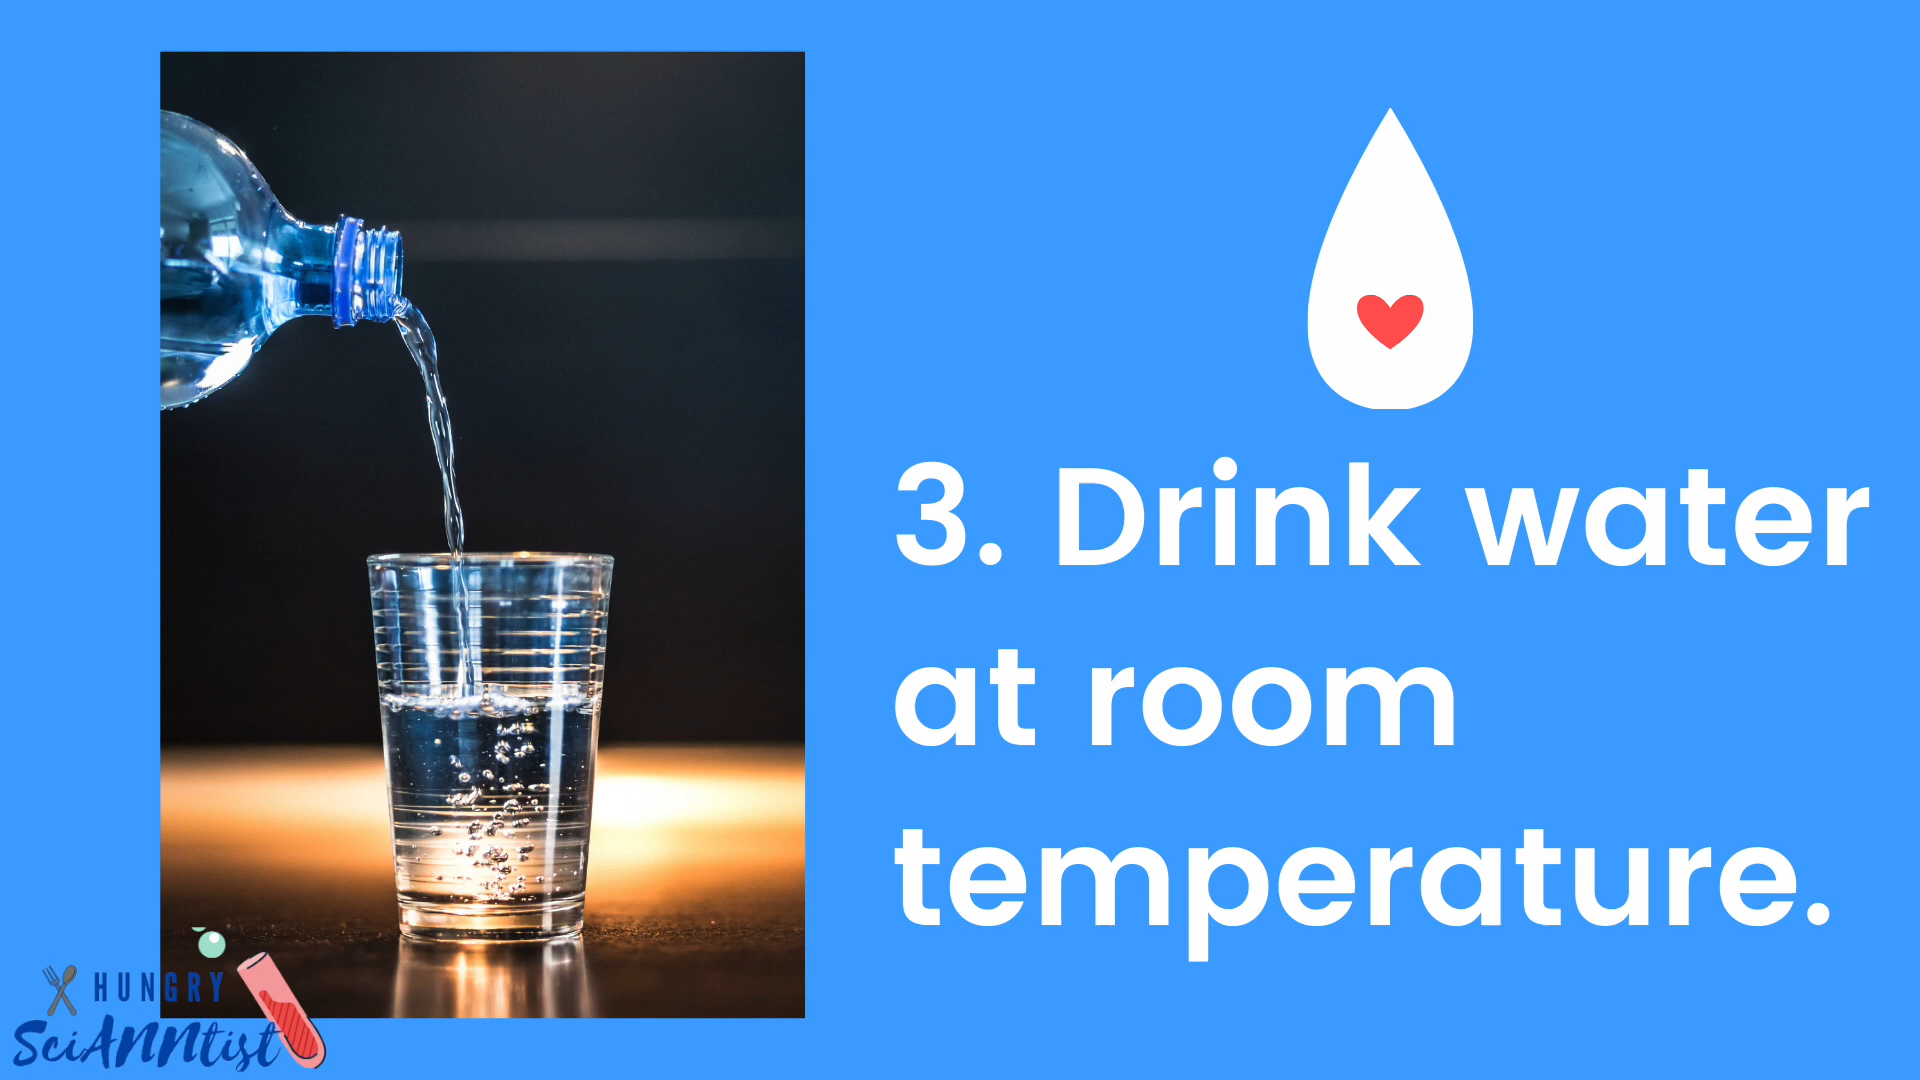 3. Drink water
at room
temperature.
HUNGRY
SciANNtist